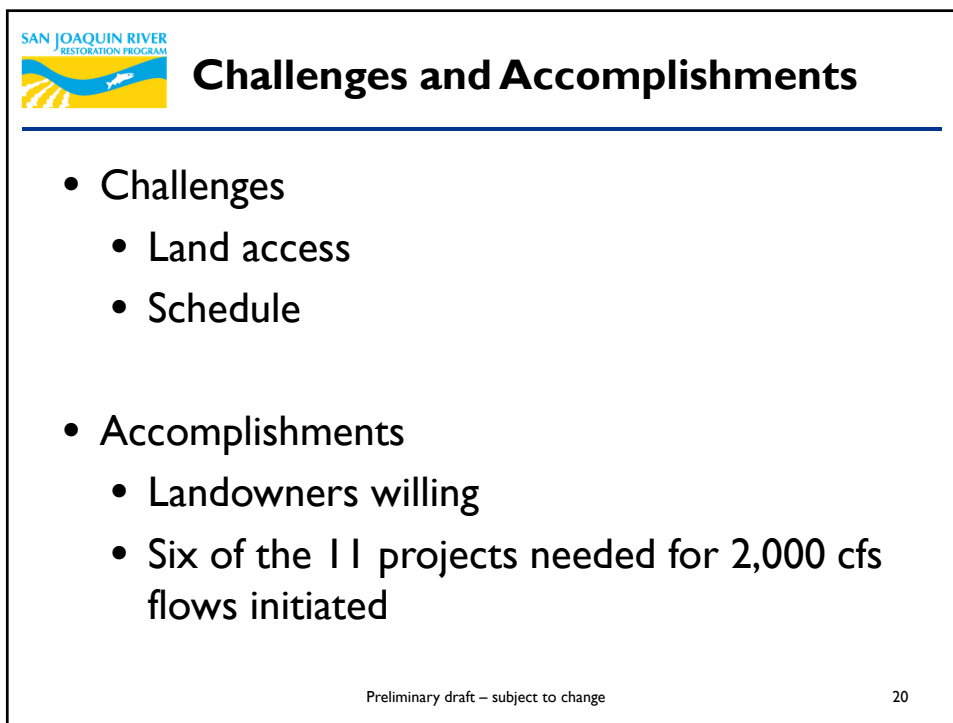 SAN JOAQUIN RIVER
RESTORATION PROGRAM
Challenges and Accomplishments
• Challenges
• Land access
• Schedule
• Accomplishments
• Landowners willing
• Six of the 11 projects needed for 2,000 cfs
flows initiated
Preliminary draft – subject to change
20